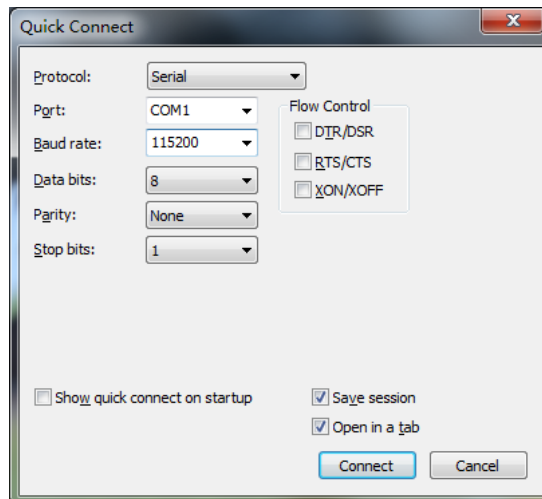 Quick Connect
Protocol: Serial
Port: COM1
Flow Control
Baud rate: 115200
DTR/DSR
RTS/CTS
Data bits: 8
XON/XOFF
Parity: None
Stop bits: 1
Show quick connect on startup
Save session
Open in a tab
Connect Cancel